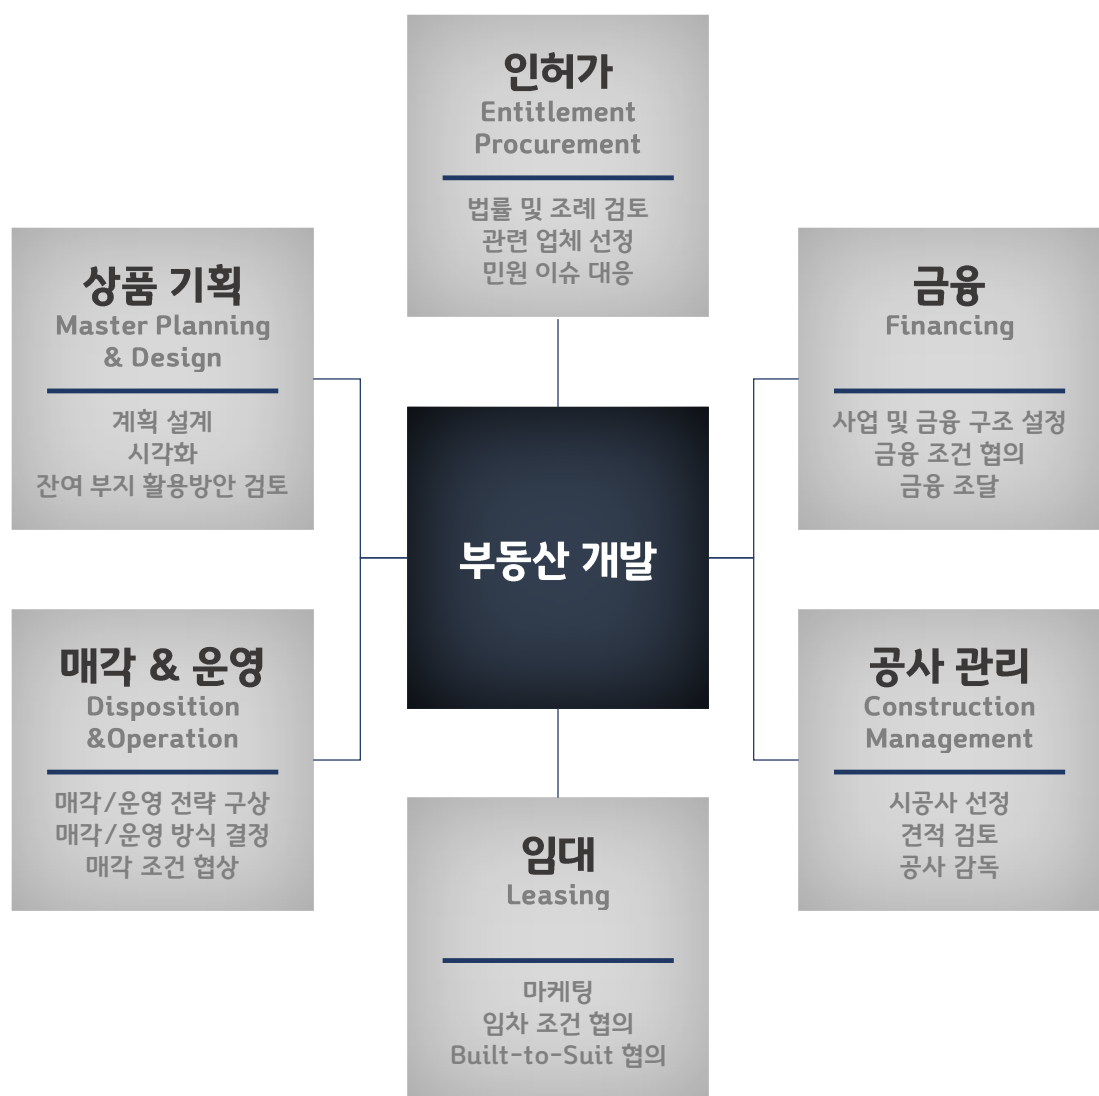 인허가
Entitlement
Procurement
법률 및 조례 검토
관련 업체 선정
민원 이슈 대응
상품 기획
Master Planning
& Design
계획 설계
시각화
잔여 부지 활용방안 검토
금융
Financing
사업 및 금융 구조 설정
금융 조건 협의
금융 조달
부동산 개발
매각 & 운영
Disposition
&Operation
매각/운영 전략 구상
매각/운영 방식 결정
매각 조건 협상
공사 관리
Construction
Management
시공사 선정
견적 검토
공사 감독
임대
Leasing
마케팅
임차 조건 협의
Built-to-Suit 협의